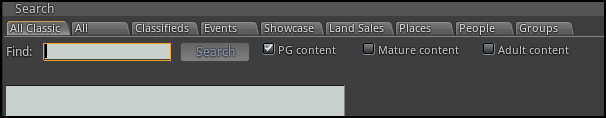 Search
All Classic All Classifieds Events Showcase Land Sales Places People Groups
Find: Search PG content Mature content Adult content